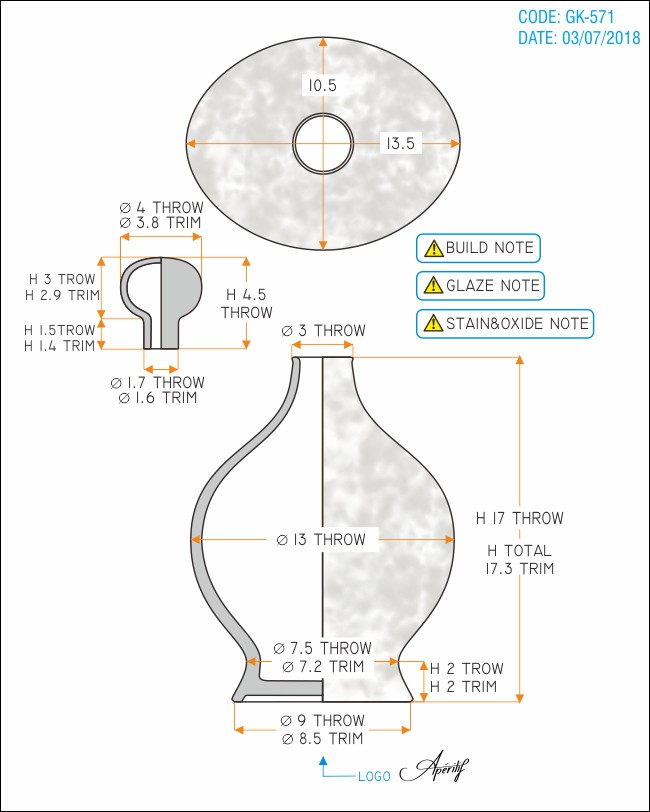 CODE: GK-571
DATE: 03/07/2018
10.5
13.5
Ø 4 THROW
Ø 3.8 TRIM
H 3 TROW
H 2.9 TRIM
H 4.5
THROW
H 1.5TROW
H 1.4 TRIM
Ø 1.7 THROW
Ø 1.6 TRIM
BUILD NOTE
GLAZE NOTE
STAIN&OXIDE NOTE
Ø 3 THROW
Ø 13 THROW
H 17 THROW
H TOTAL
17.3 TRIM
Ø 7.5 THROW
Ø 7.2 TRIM
H 2 TROW
H 2 TRIM
Ø 9 THROW
Ø 8.5 TRIM
LOGO Apéritif